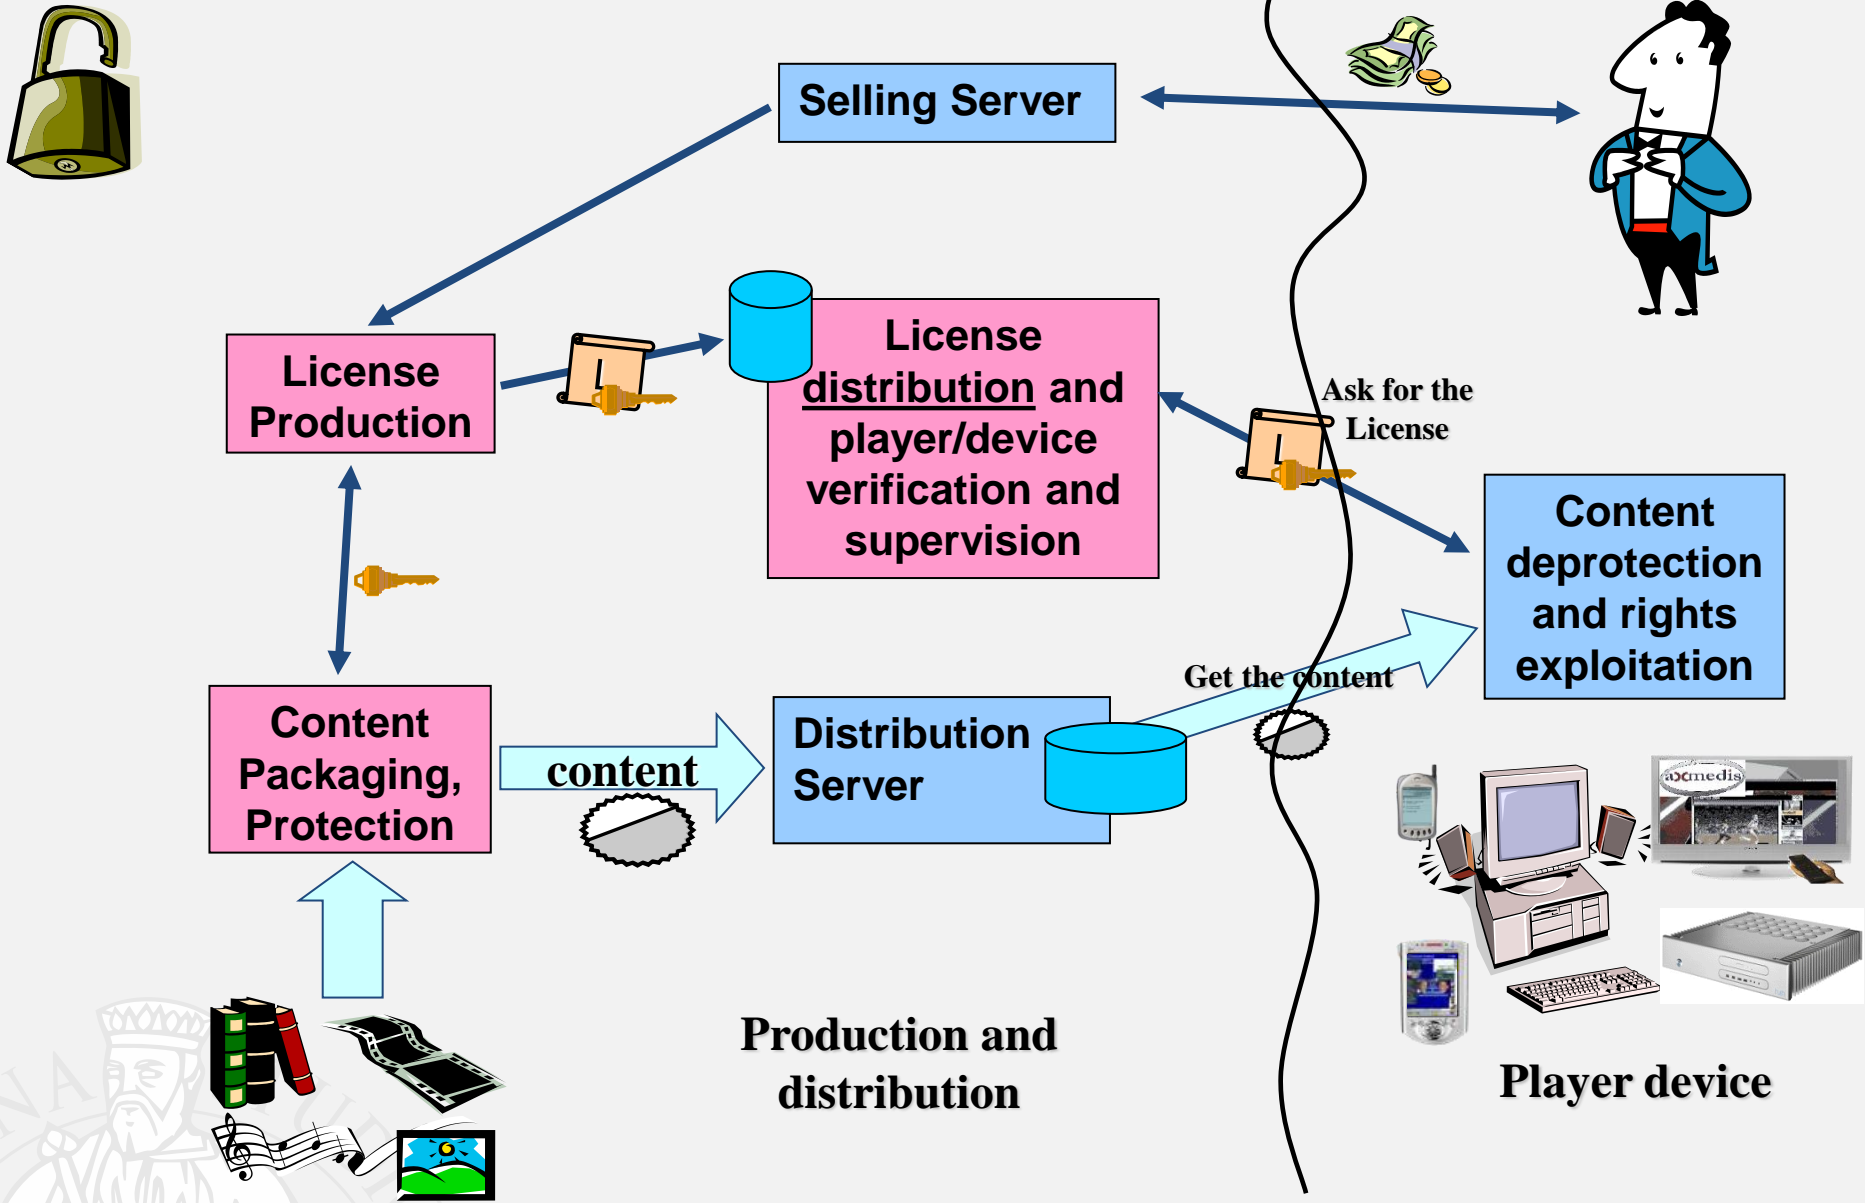 Selling Server
License
Production
L
License
distribution and
player/device
verification and
supervision
Ask for the
License
L
Content
deprotection
and rights
exploitation
Content
Packaging,
Protection
content
Distribution
Server
Get the content
axmedis
Production and
distribution
Player device